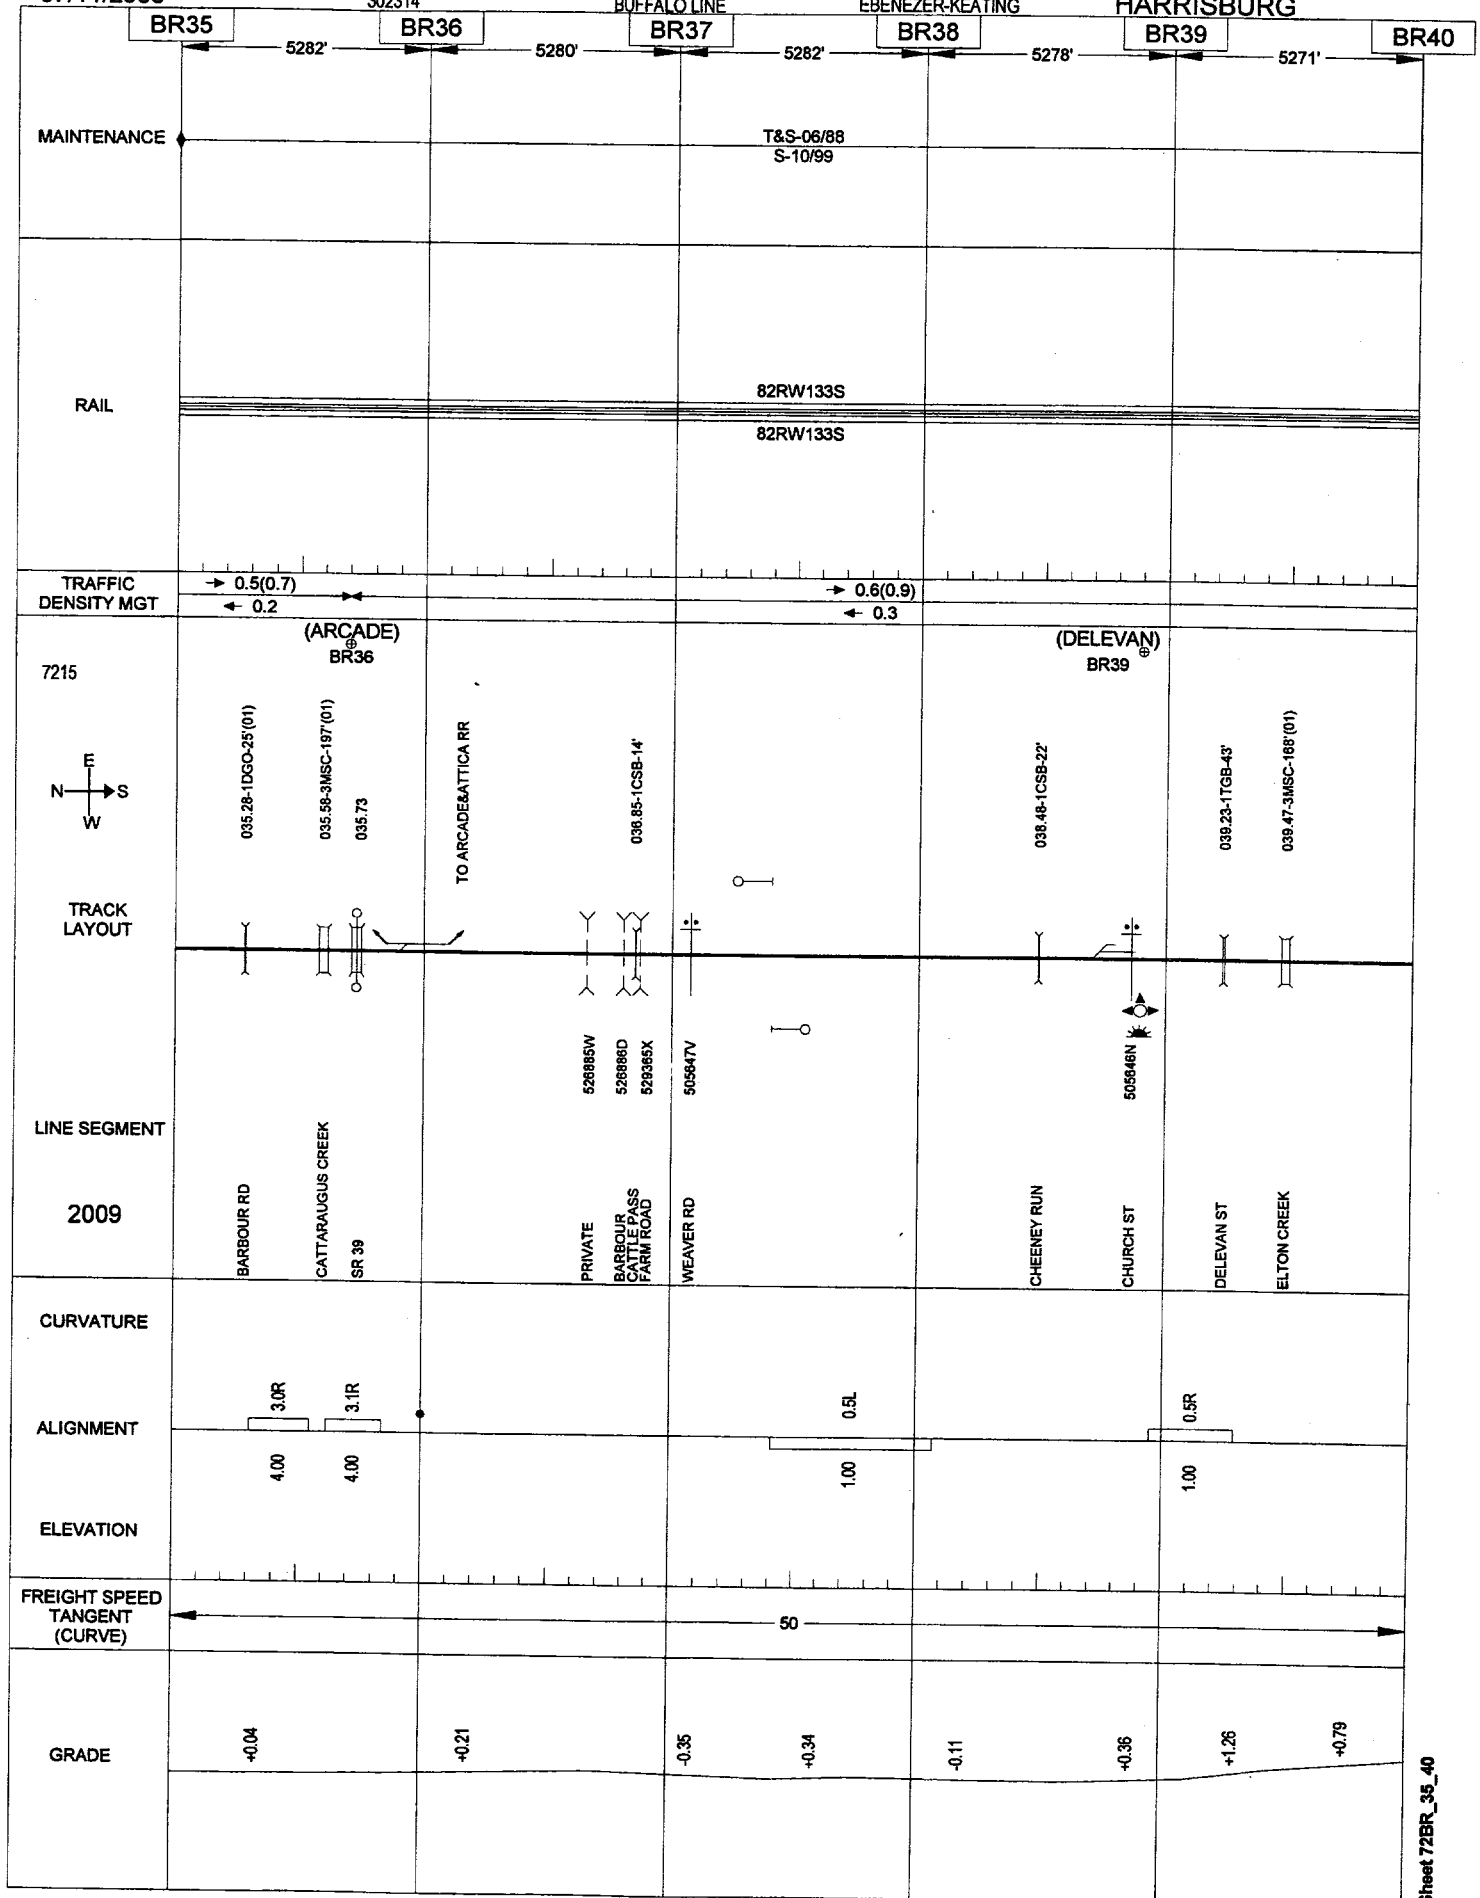 302314
BUFFALO LINE
EBENEZER-KEATING
HARRISBURG
BR35
BR36
BR37
BR38
BR39
BR40
5282'
5280'
5282'
5278'
5271'
MAINTENANCE
T&S-06/88
S-10/99
RAIL
82RW133S
82RW133S
TRAFFIC
DENSITY MGT
0.5(0.7)
0.2
0.6(0.9)
0.3
(ARCADE)
BR36
(DELEVAN)
BR39
7215
N E S W
035.28-1DGO-25'(01)
035.58-3MSC-197'(01)
035.73
TO ARCADE&ATTICA RR
036.85-1CSB-14'
038.48-1CSB-22'
039.23-1TGB-43'
039.47-3MSC-168'(01)
TRACK
LAYOUT
526885W
526886D
529365X
505647V
505646N
LINE SEGMENT
2009
BARBOUR RD
CATTARAUGUS CREEK
SR 39
PRIVATE
BARBOUR
CATTLE PASS
FARM ROAD
WEAVER RD
CHEENEY RUN
CHURCH ST
DELEVAN ST
ELTON CREEK
CURVATURE
3.0R
3.1R
0.5L
0.5R
ALIGNMENT
4.00
4.00
1.00
1.00
ELEVATION
FREIGHT SPEED
TANGENT
(CURVE)
50
GRADE
+0.04
+0.21
-0.35
+0.34
-0.11
+0.36
+1.26
+0.79
Sheet 72BR_35_40